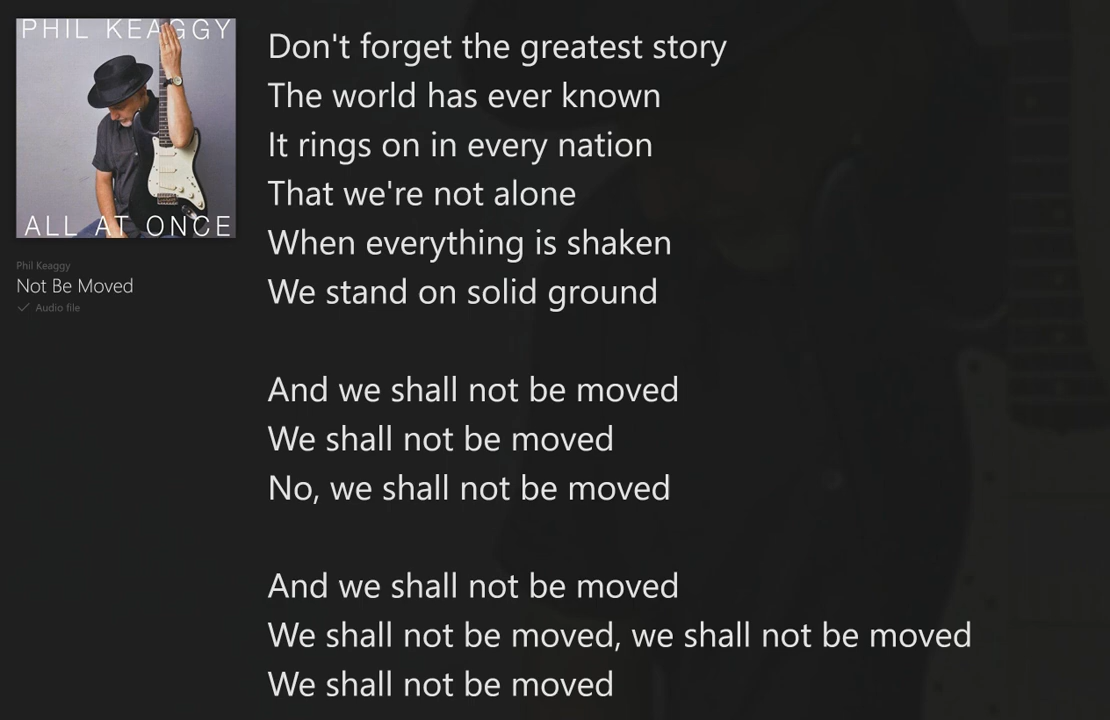 PHIL KEAGGY
ALL AT ONCE
Phil Keaggy
Not Be Moved
Audio file
Don't forget the greatest story
The world has ever known
It rings on in every nation
That we're not alone
When everything is shaken
We stand on solid ground
And we shall not be moved
We shall not be moved
No, we shall not be moved
And we shall not be moved
We shall not be moved, we shall not be moved
We shall not be moved